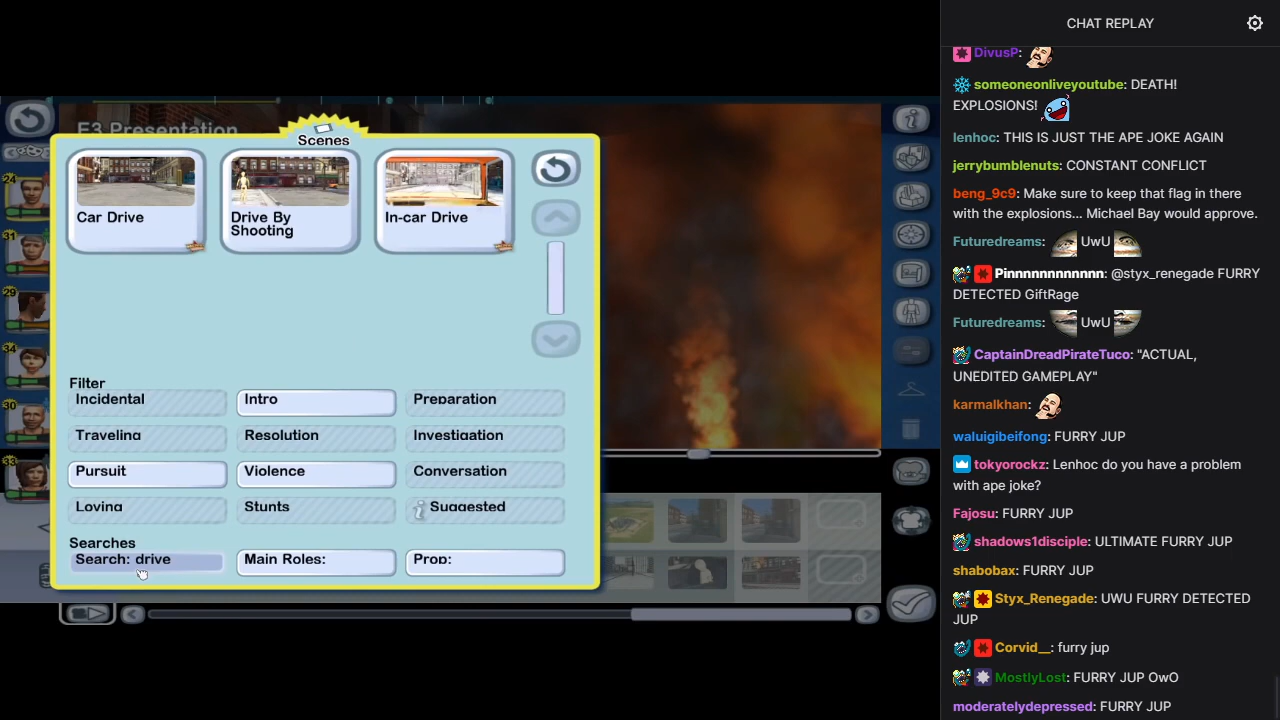 E3 Presentation
Scenes
Car Drive
Drive By
Shooting
In-car Drive
Filter
Incidental
Intro
Preparation
Traveling
Resolution
Investigation
Pursuit
Violence
Conversation
Loving
Stunts
Suggested
Searches
Search: drive
Main Roles:
Prop:
24
31
29
34
30
33
CHAT REPLAY
DivusP:
someoneonliveyoutube: DEATH!
EXPLOSIONS!
lenhoc: THIS IS JUST THE APE JOKE AGAIN
jerrybumblenuts: CONSTANT CONFLICT
beng_9c9: Make sure to keep that flag in there
with the explosions... Michael Bay would approve.
Futuredreams: UwU
Pinnnnnnnnnnnn: @styx_renegade FURRY
DETECTED GiftRage
Futuredreams: UwU
CaptainDreadPirateTuco: "ACTUAL,
UNEDITED GAMEPLAY"
karmalkhan:
waluigibeifong: FURRY JUP
tokyorockz: Lenhoc do you have a problem
with ape joke?
Fajosu: FURRY JUP
shadows1disciple: ULTIMATE FURRY JUP
shabobax: FURRY JUP
Styx_Renegade: UWU FURRY DETECTED
JUP
Corvid__: furry jup
MostlyLost: FURRY JUP OwO
moderatelydepressed: FURRY JUP